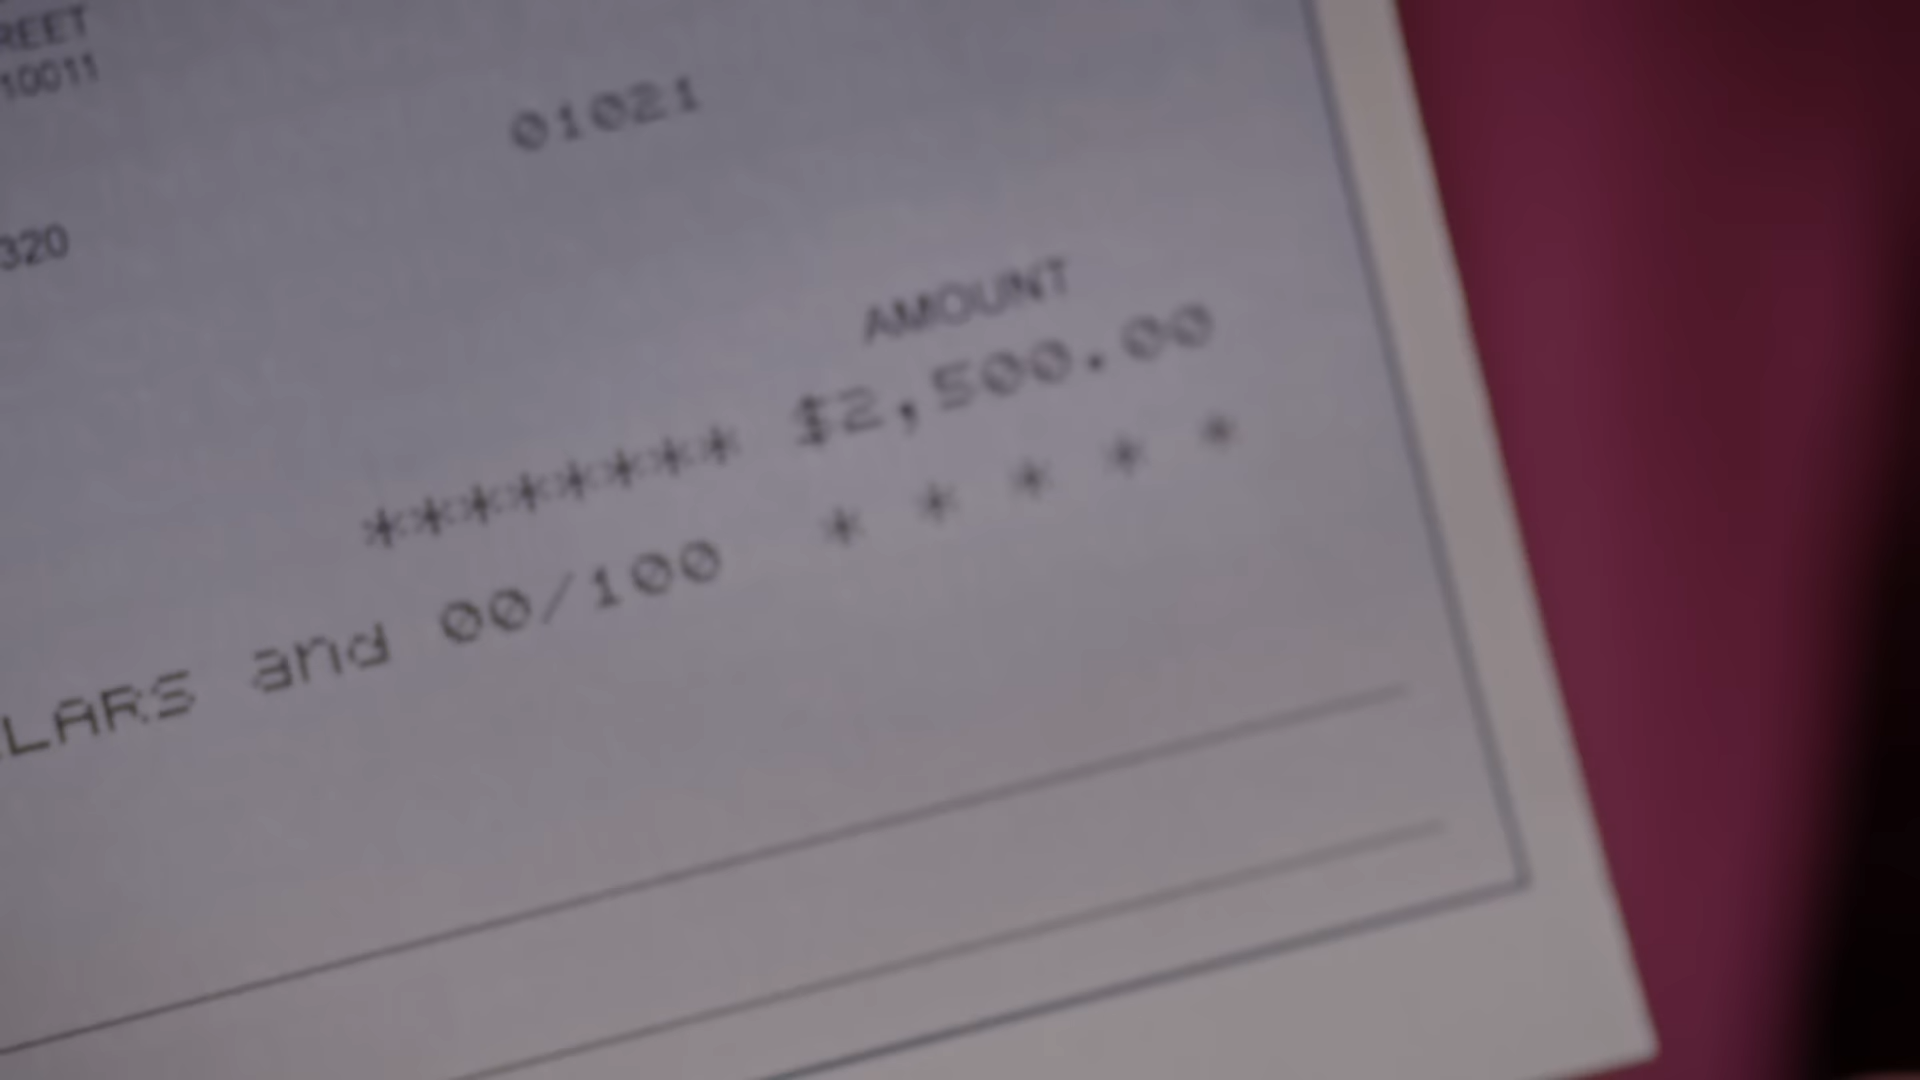 REET
10011
01021
320
AMOUNT
******** $2,500.00
LARS and 00/100 * * * * *